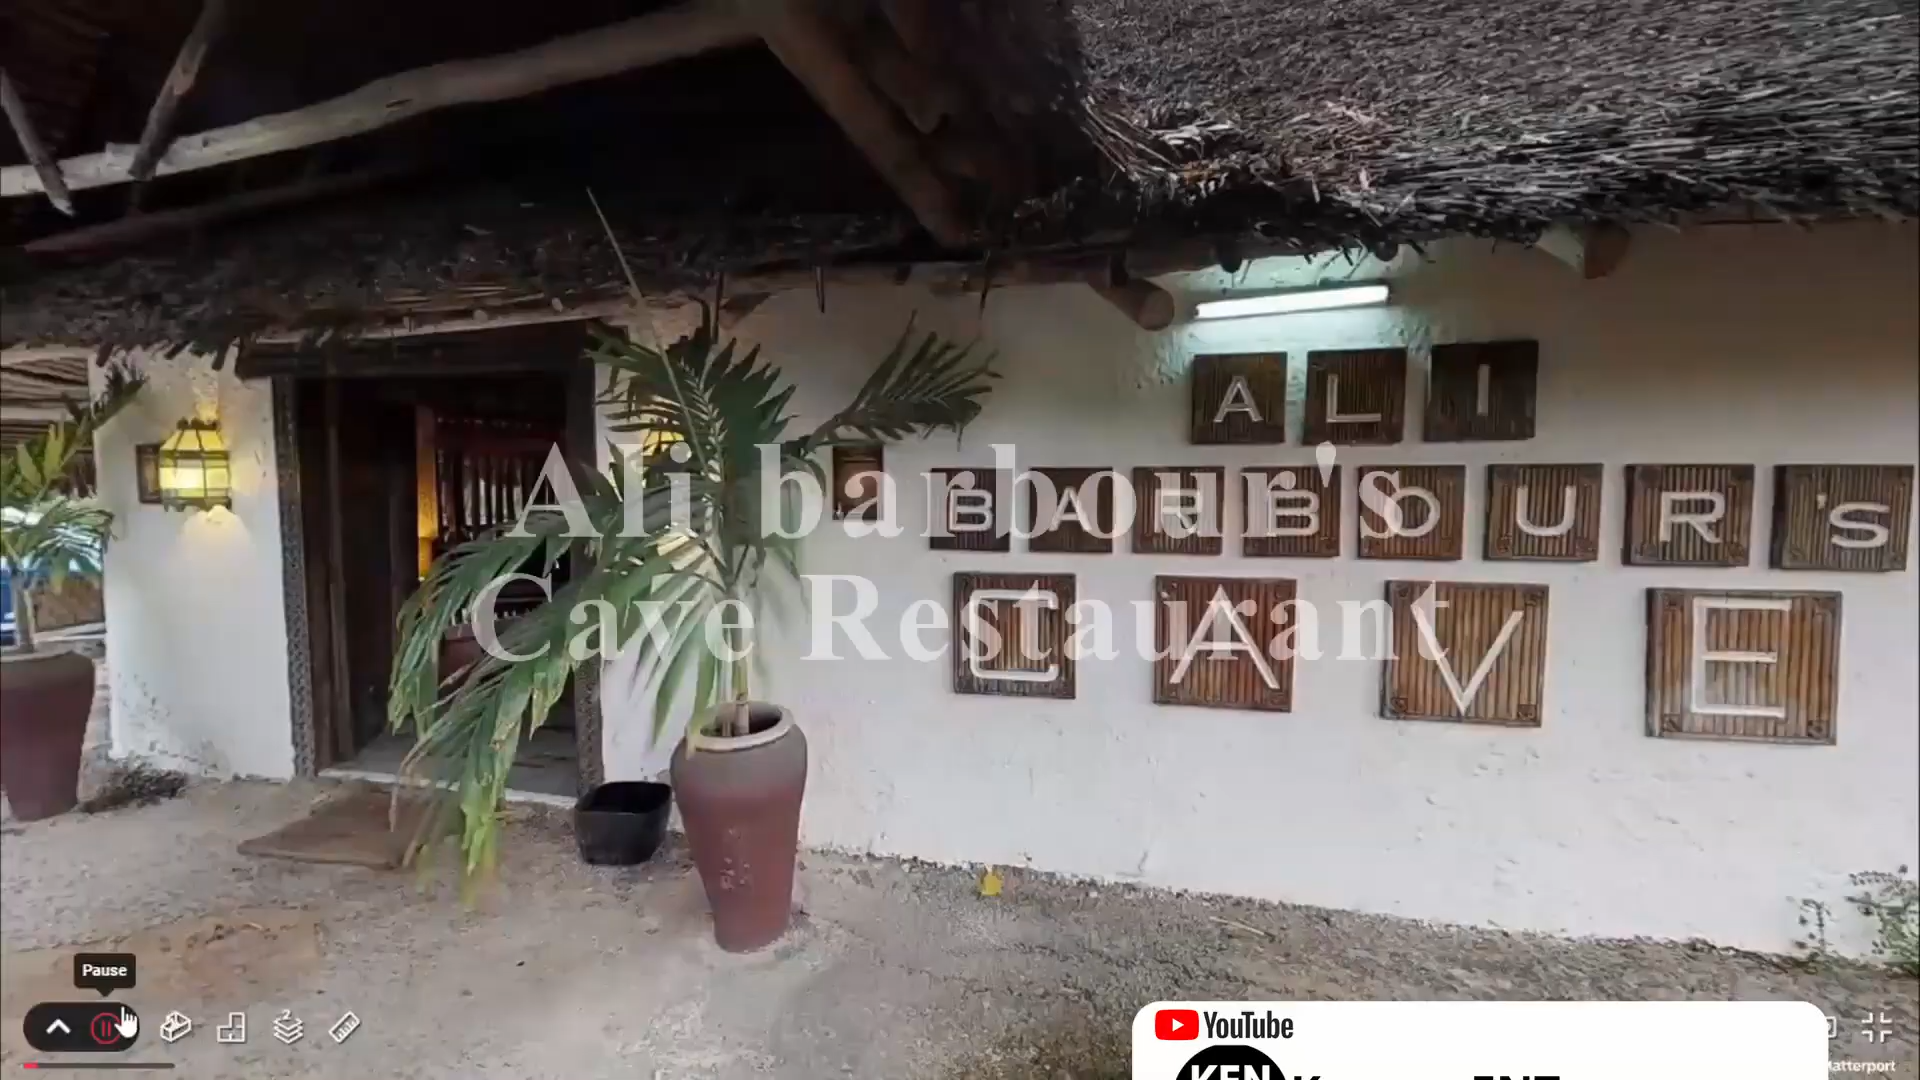 ALI
BARBOUR'S
CAVE
Ali barbour's
Cave Restaurant
Pause
YouTube